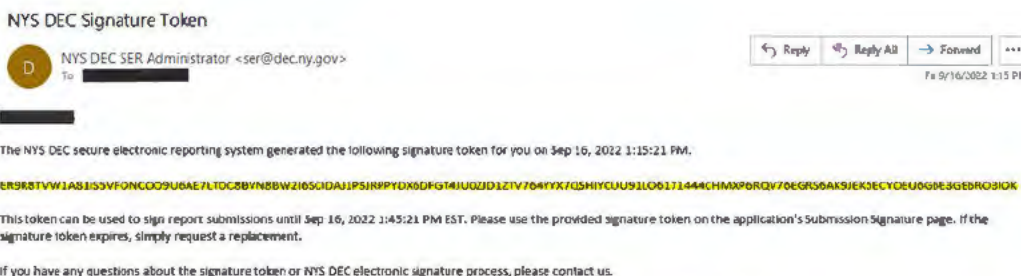 NYS DEC Signature Token
D
NYS DEC SER Administrator <ser@dec.ny.gov>
To
Reply
Reply All
Forward
Fri 9/16/2022 1:15 PM
The NYS DEC secure electronic reporting system generated the following signature token for you on Sep 16, 2022 1:15:21 PM.
This token can be used to sign report submissions until Sep 16, 2022 1:45:21 PM EST. Please use the provided signature token on the application's Submission Signature page. If the
signature token expires, simply request a replacement.
If you have any questions about the signature token or NYS DEC electronic signature process, please contact us.